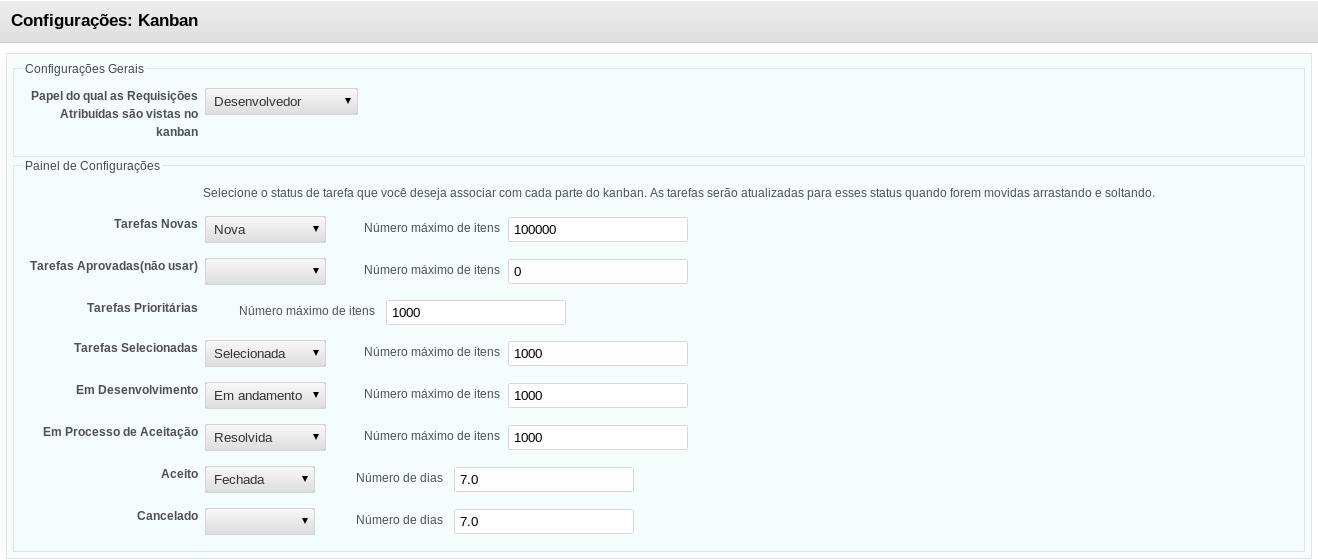 Configurações: Kanban
Configurações Gerais
Papel do qual as Requisições Desenvolvedor
Atribuídas são vistas no
kanban
Painel de Configurações
Selecione o status de tarefa que você deseja associar com cada parte do kanban. As tarefas serão atualizadas para esses status quando forem movidas arrastando e soltando.
Tarefas Novas Nova Número máximo de itens 100000
Tarefas Aprovadas(não usar) Número máximo de itens 0
Tarefas Prioritárias Número máximo de itens 1000
Tarefas Selecionadas Selecionada Número máximo de itens 1000
Em Desenvolvimento Em andamento Número máximo de itens 1000
Em Processo de Aceitação Resolvida Número máximo de itens 1000
Aceito Fechada Número de dias 7.0
Cancelado Número de dias 7.0